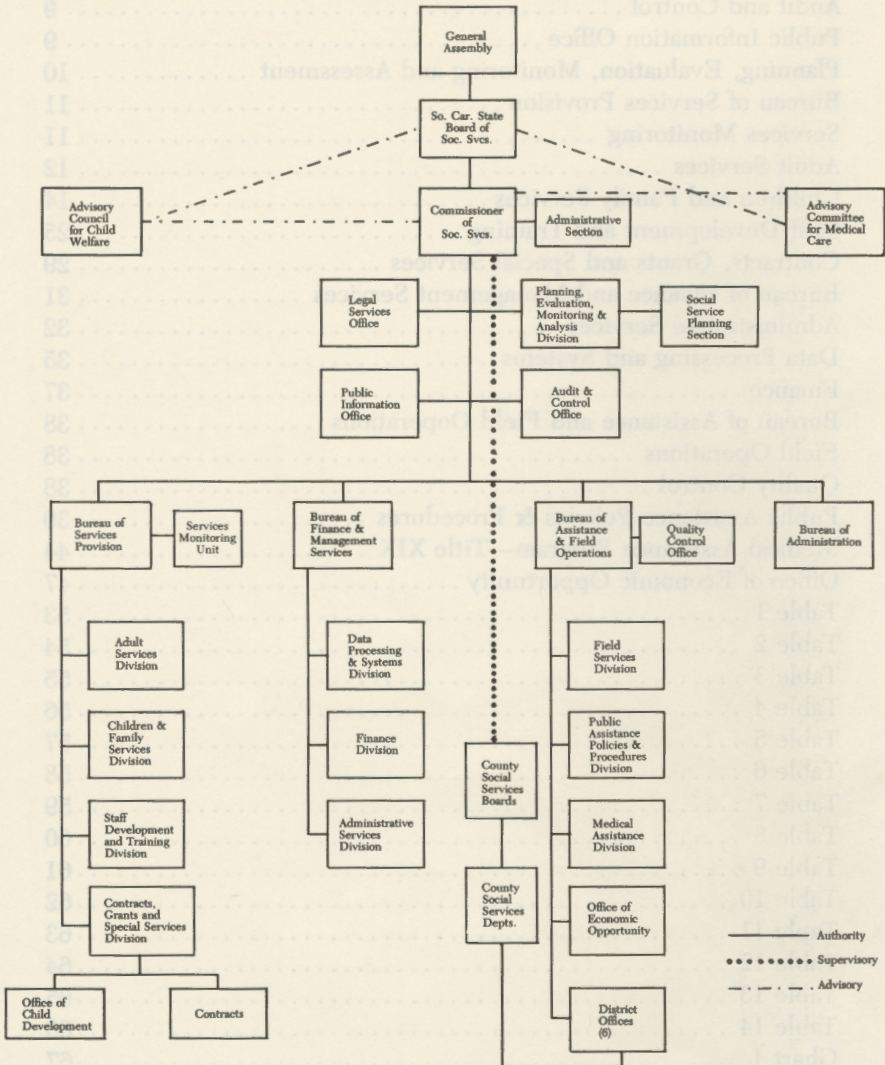 General
Assembly
So. Car. State
Board of
Soc. Svcs.
Advisory
Council
for Child
Welfare
Commissioner
of
Soc. Svcs.
Administrative
Section
Advisory
Committee
for Medical
Care
Legal
Services
Office
Planning,
Evaluation,
Monitoring &
Analysis
Division
Social
Service
Planning
Section
Public
Information
Office
Audit &
Control
Office
Bureau of
Services
Provision
Services
Monitoring
Unit
Bureau of
Finance &
Management
Services
Bureau of
Assistance
& Field
Operations
Quality
Control
Office
Bureau of
Administration
Adult
Services
Division
Data
Processing
& Systems
Division
Field
Services
Division
Children &
Family
Services
Division
Finance
Division
County
Social
Services
Boards
Public
Assistance
Policies &
Procedures
Division
Staff
Development
and Training
Division
Administrative
Services
Division
Medical
Assistance
Division
Contracts,
Grants and
Special Services
Division
County
Social
Services
Depts.
Office of
Economic
Opportunity
Authority
Supervisory
Advisory
Office of
Child
Development
Contracts
District
Offices
(6)